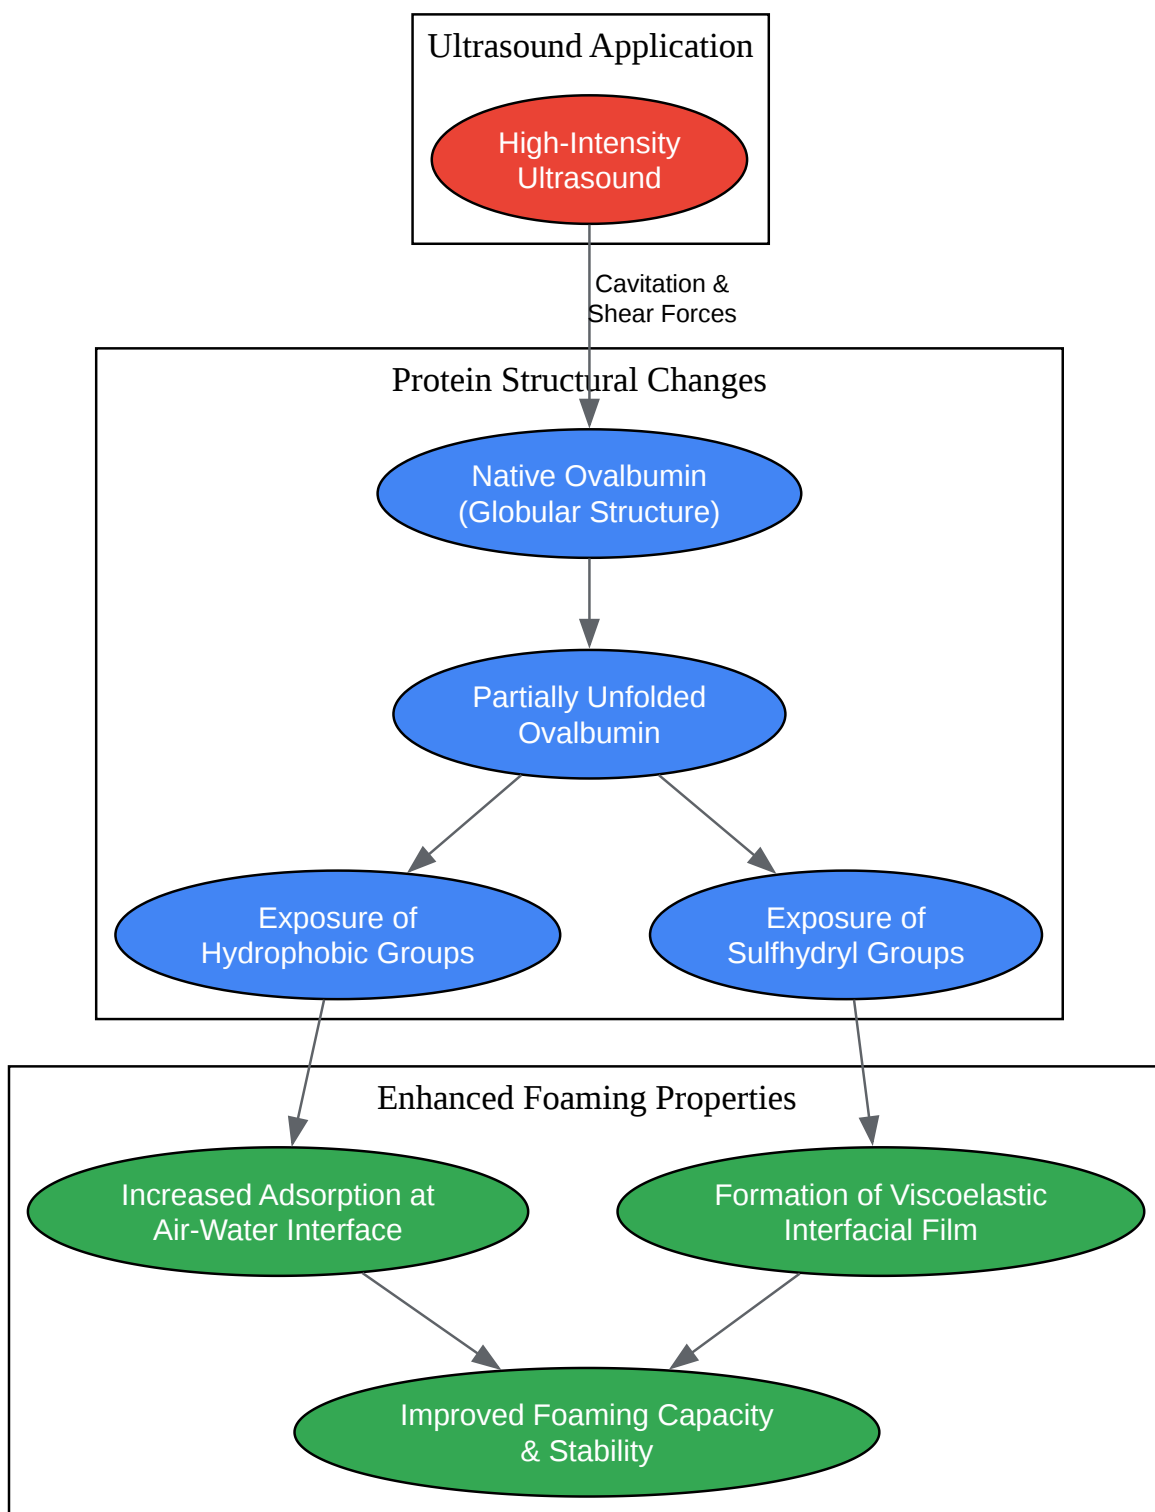 Ultrasound Application
High-Intensity
Ultrasound
Cavitation &
Shear Forces
Protein Structural Changes
Native Ovalbumin
(Globular Structure)
Partially Unfolded
Ovalbumin
Exposure of
Hydrophobic Groups
Exposure of
Sulfhydryl Groups
Enhanced Foaming Properties
Increased Adsorption at
Air-Water Interface
Formation of Viscoelastic
Interfacial Film
Improved Foaming Capacity
& Stability